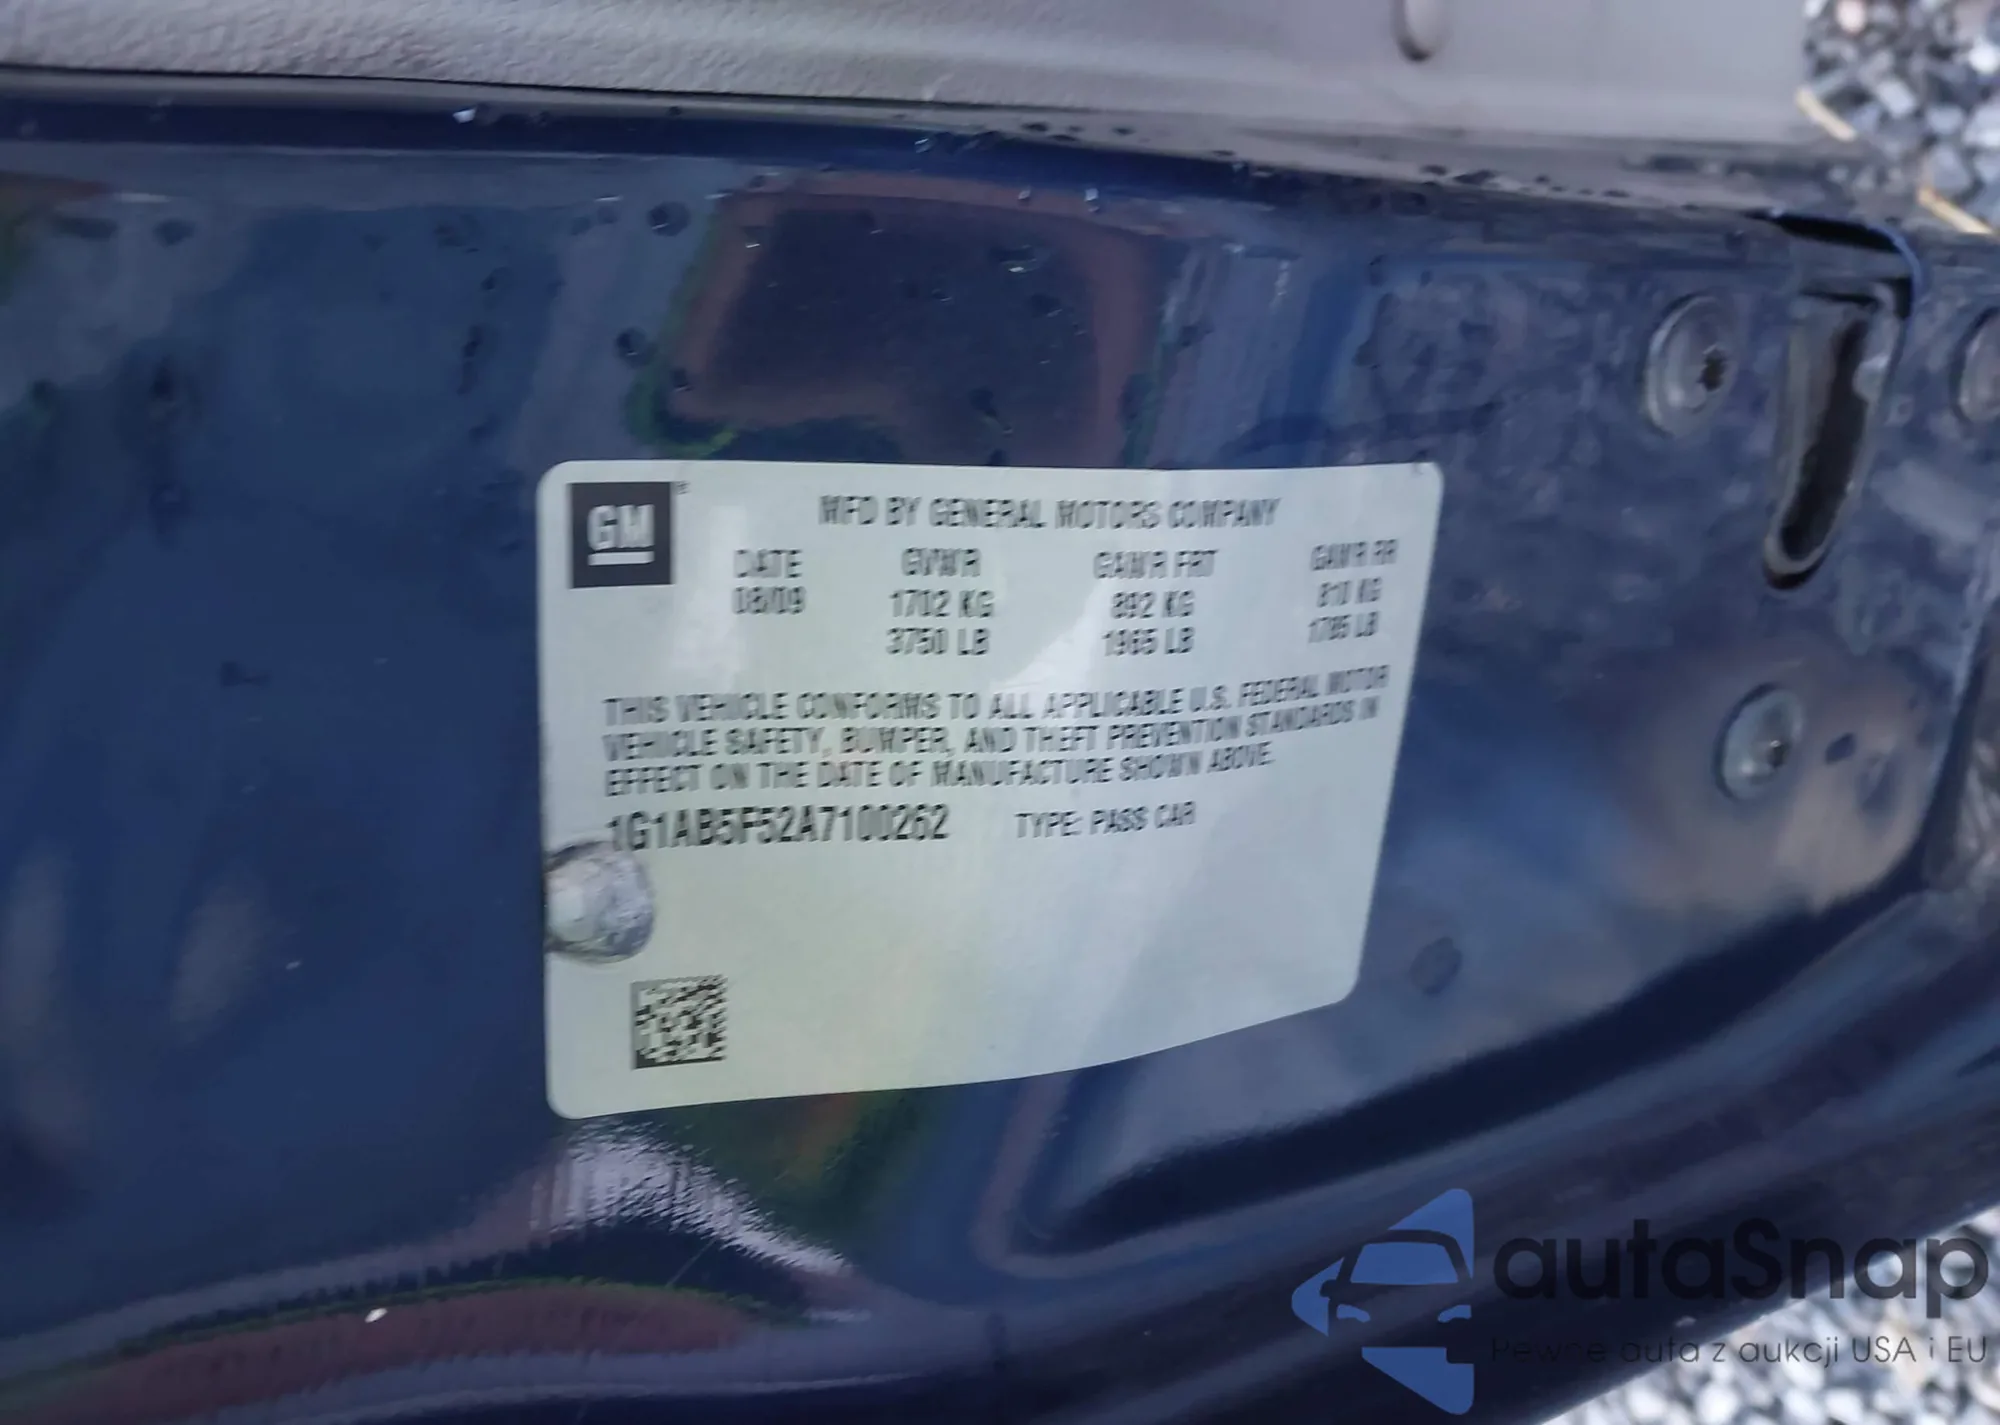 GM
MFD BY GENERAL MOTORS COMPANY
DATE GVWR GAWR FRT GAWR RR
08/09 1702 KG 892 KG 810 KG
3750 LB 1965 LB 1785 LB
THIS VEHICLE CONFORMS TO ALL APPLICABLE U.S. FEDERAL MOTOR
VEHICLE SAFETY, BUMPER, AND THEFT PREVENTION STANDARDS IN
EFFECT ON THE DATE OF MANUFACTURE SHOWN ABOVE.
1G1AB5F52A7100262 TYPE: PASS CAR
autaSnap
Pewne auta z aukcji USA i EU